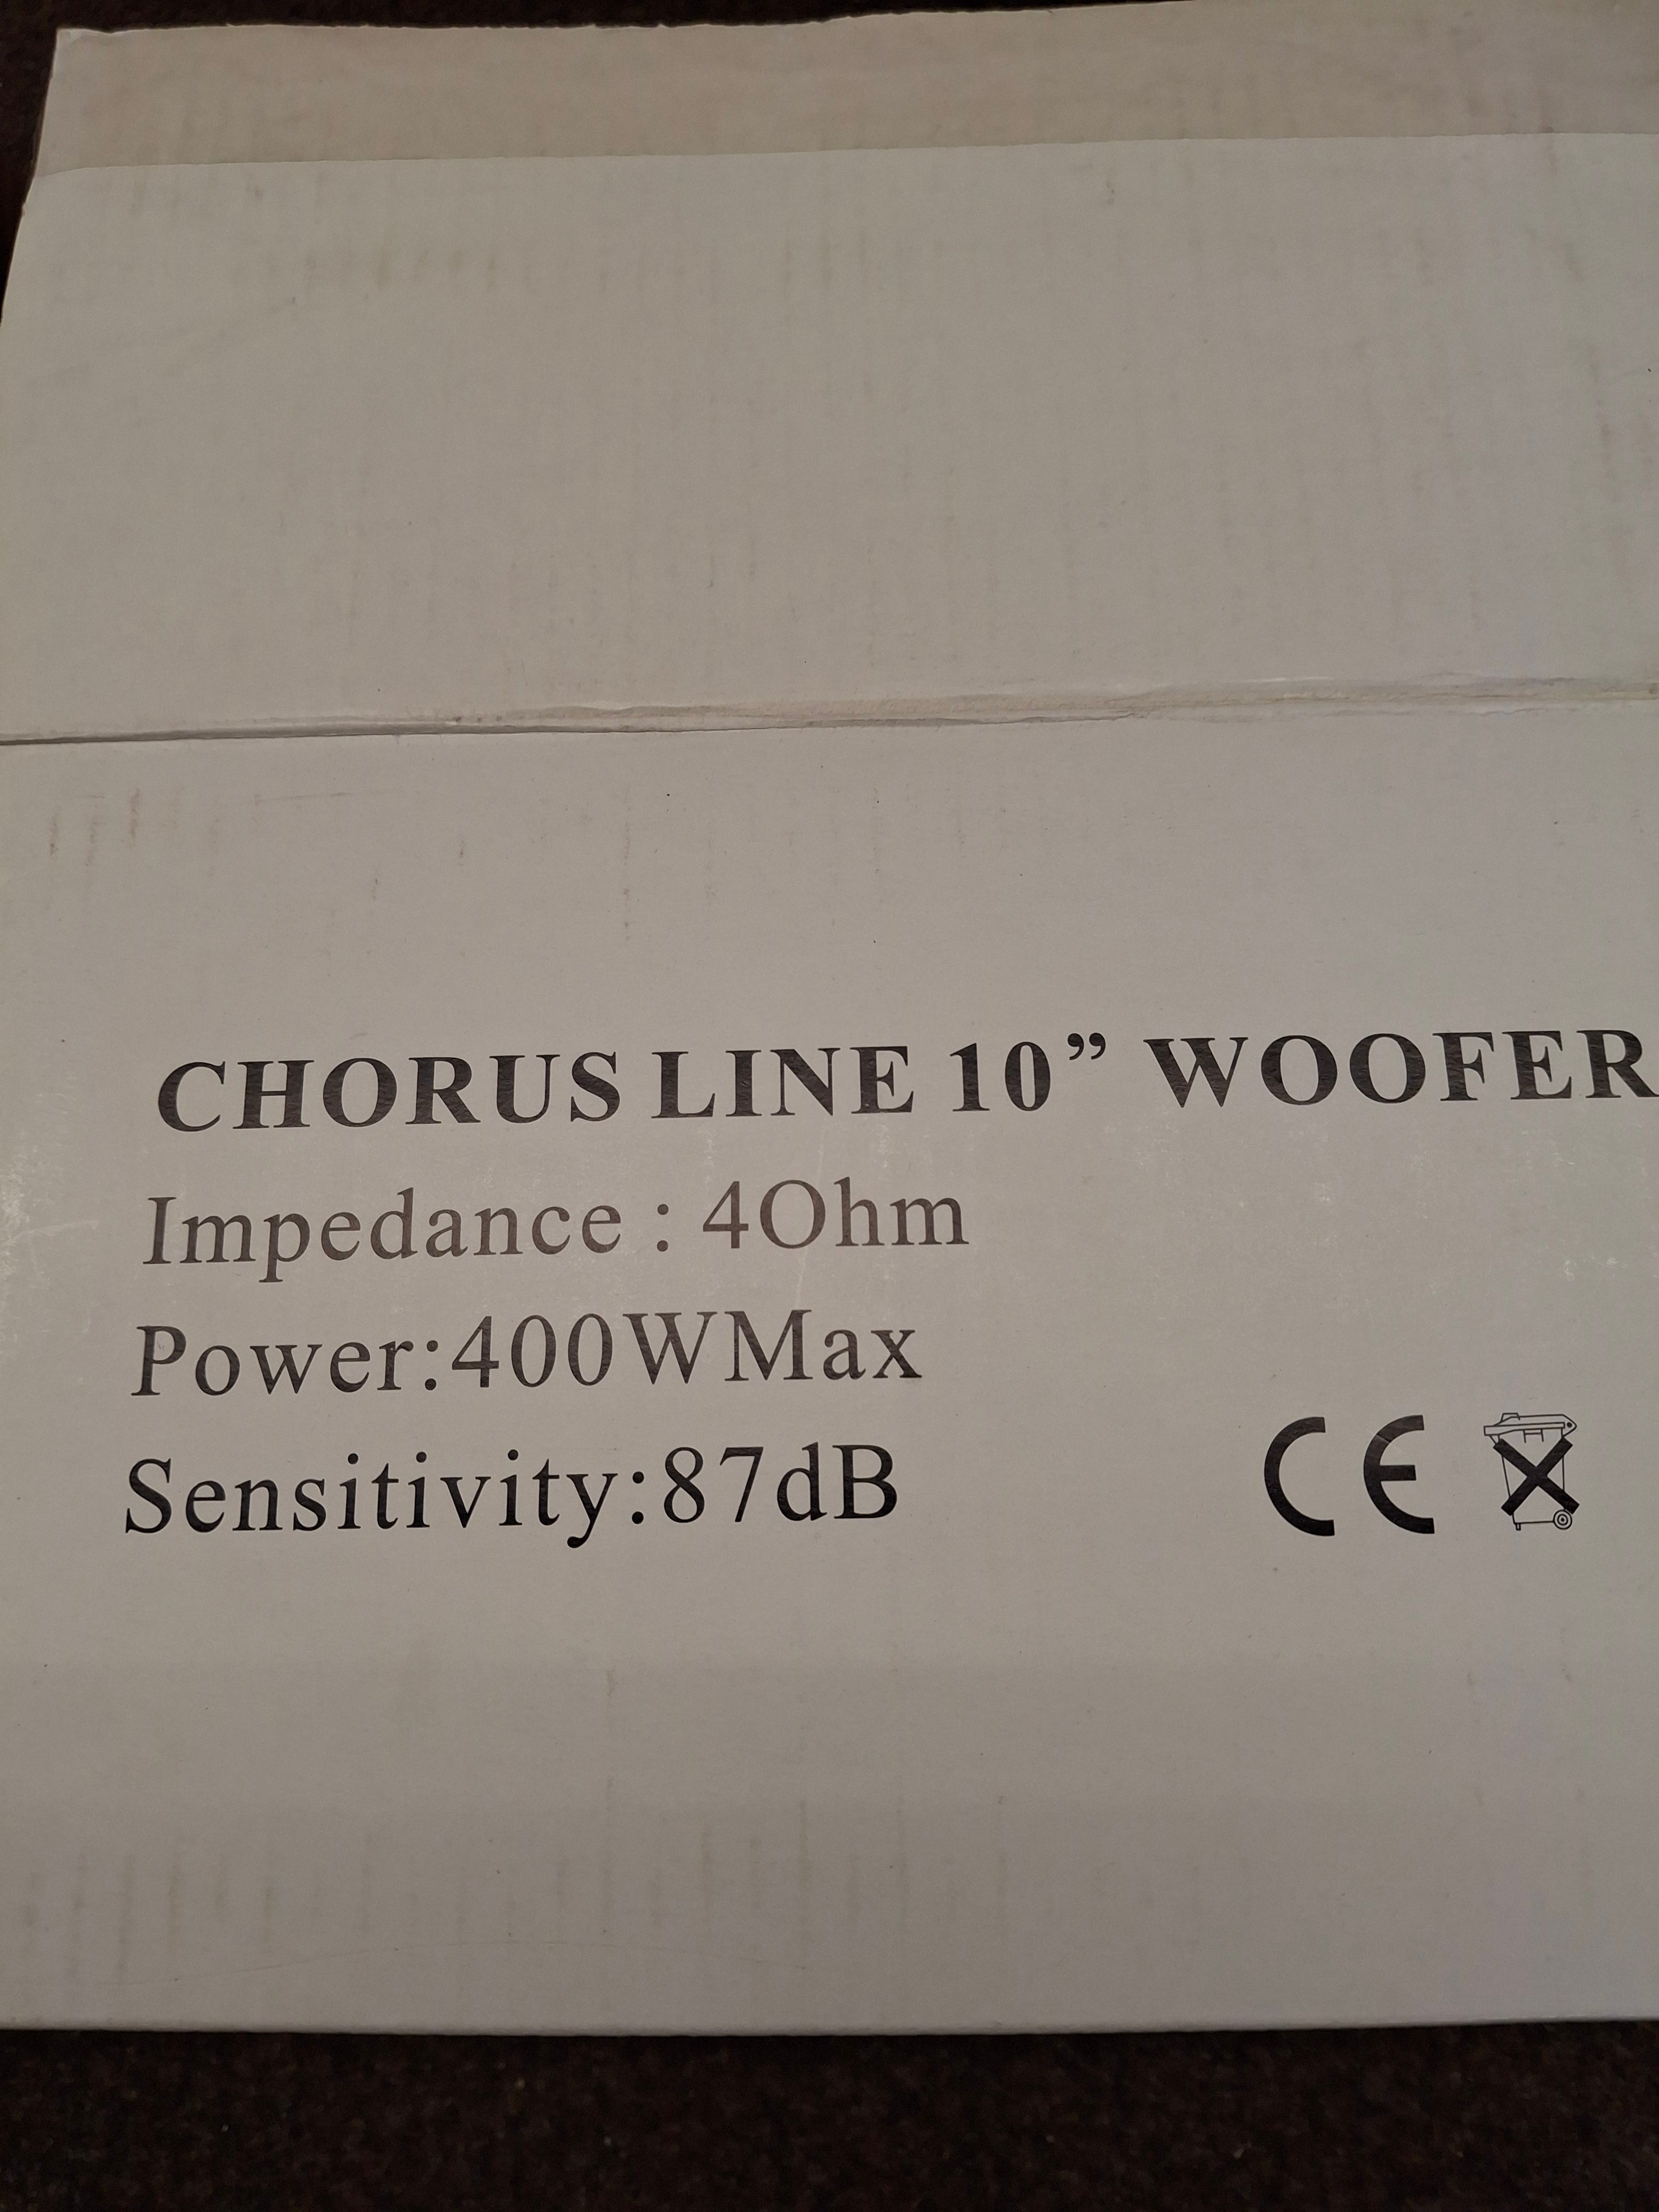 CHORUS LINE 10” WOOFER
Impedance : 4Ohm
Power:400WMax
Sensitivity:87dB
CE